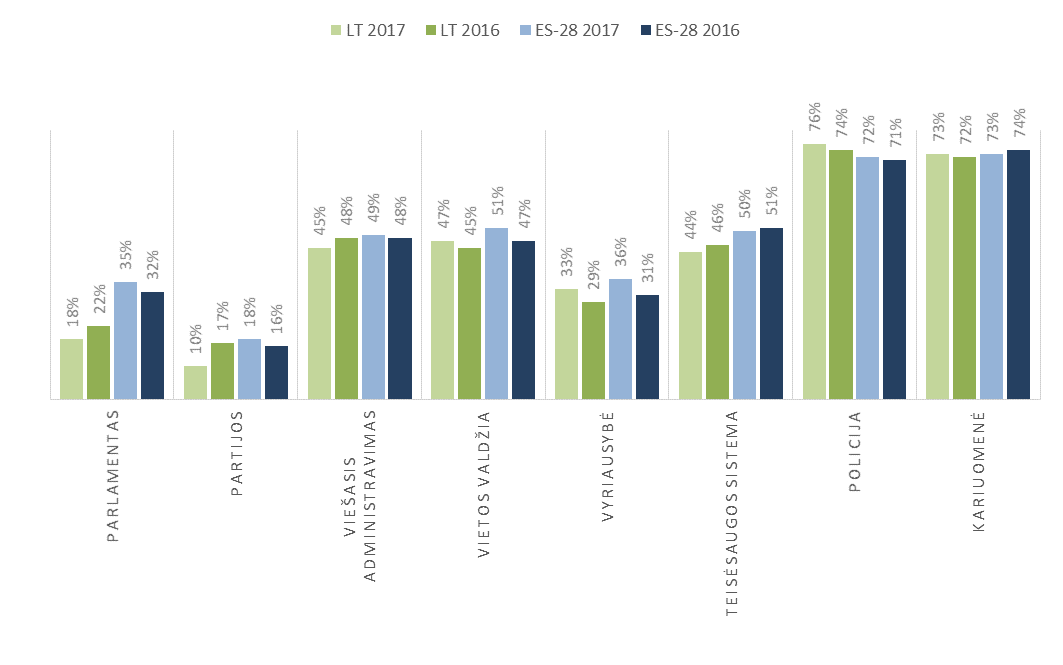 LT 2017 LT 2016 ES-28 2017 ES-28 2016
18% 22% 35% 32%
10% 17% 18% 16%
45% 48% 49% 48%
47% 45% 51% 47%
33% 29% 36% 31%
44% 46% 50% 51%
76% 74% 72% 71%
73% 72% 73% 74%
PARLAMENTAS
PARTIJOS
VIEŠASIS
ADMINISTRAVIMAS
VIETOS VALDŽIA
VYRIAUSYBĖ
TEISĖSAUGOS SISTEMA
POLICIJA
KARIUOMENĖ